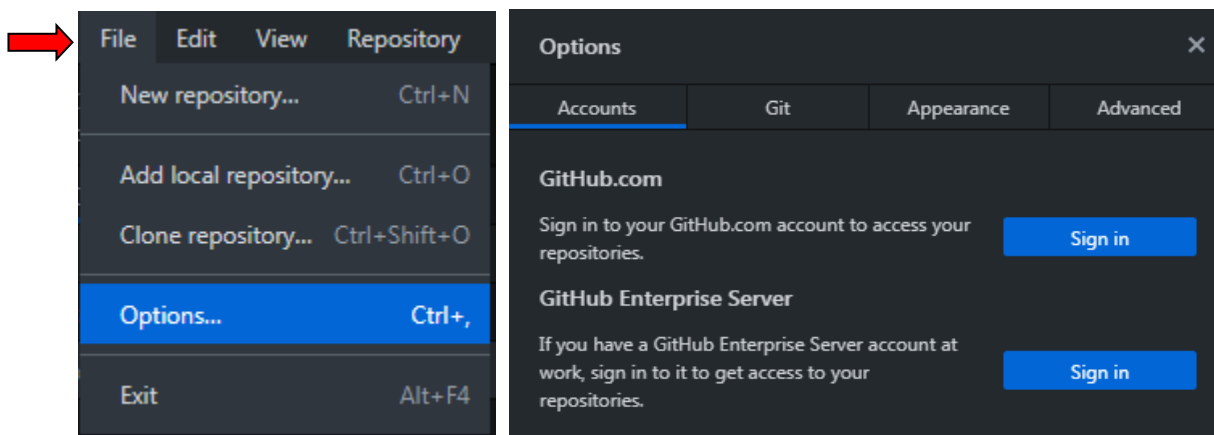 File Edit View Repository
New repository... Ctrl+N
Add local repository... Ctrl+O
Clone repository... Ctrl+Shift+O
Options... Ctrl+,
Exit Alt+F4
Options ×
Accounts Git Appearance Advanced
GitHub.com
Sign in to your GitHub.com account to access your
repositories.
Sign in
GitHub Enterprise Server
If you have a GitHub Enterprise Server account at
work, sign in to it to get access to your
repositories.
Sign in